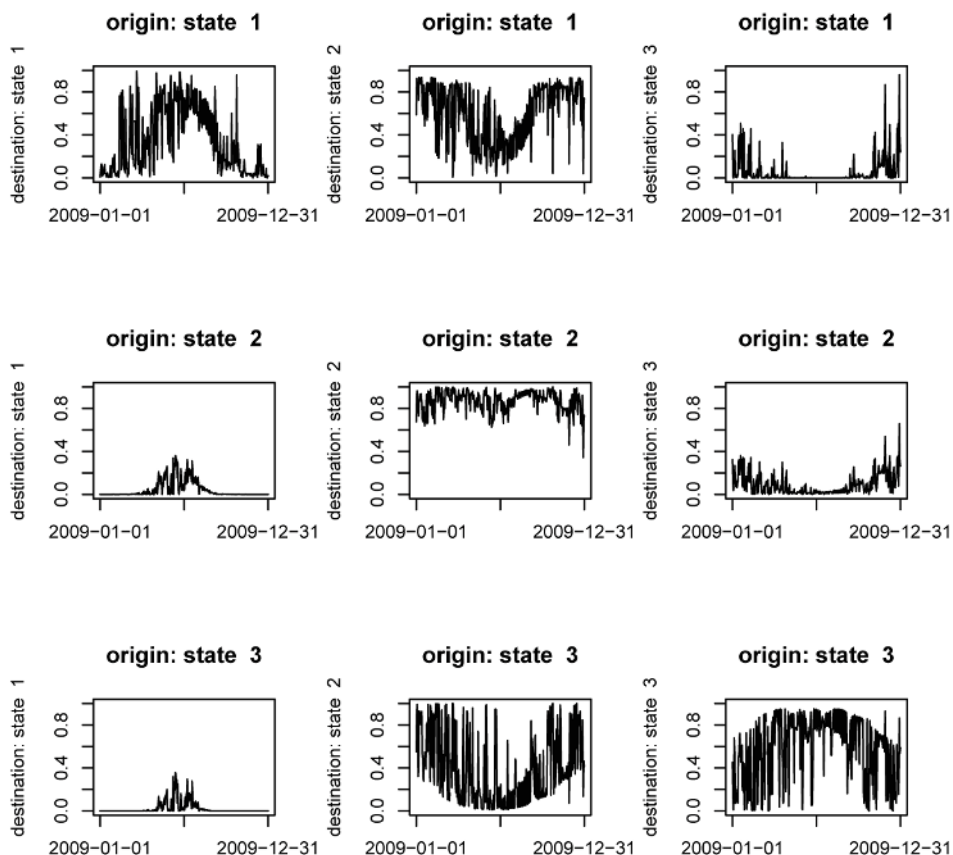 origin: state 1
origin: state 1
origin: state 1
destination: state 1
0.0 0.4 0.8
2009−01−01 2009−12−31
destination: state 2
0.0 0.4 0.8
2009−01−01 2009−12−31
destination: state 3
0.0 0.4 0.8
2009−01−01 2009−12−31
origin: state 2
origin: state 2
origin: state 2
destination: state 1
0.0 0.4 0.8
2009−01−01 2009−12−31
destination: state 2
0.0 0.4 0.8
2009−01−01 2009−12−31
destination: state 3
0.0 0.4 0.8
2009−01−01 2009−12−31
origin: state 3
origin: state 3
origin: state 3
destination: state 1
0.0 0.4 0.8
2009−01−01 2009−12−31
destination: state 2
0.0 0.4 0.8
2009−01−01 2009−12−31
destination: state 3
0.0 0.4 0.8
2009−01−01 2009−12−31